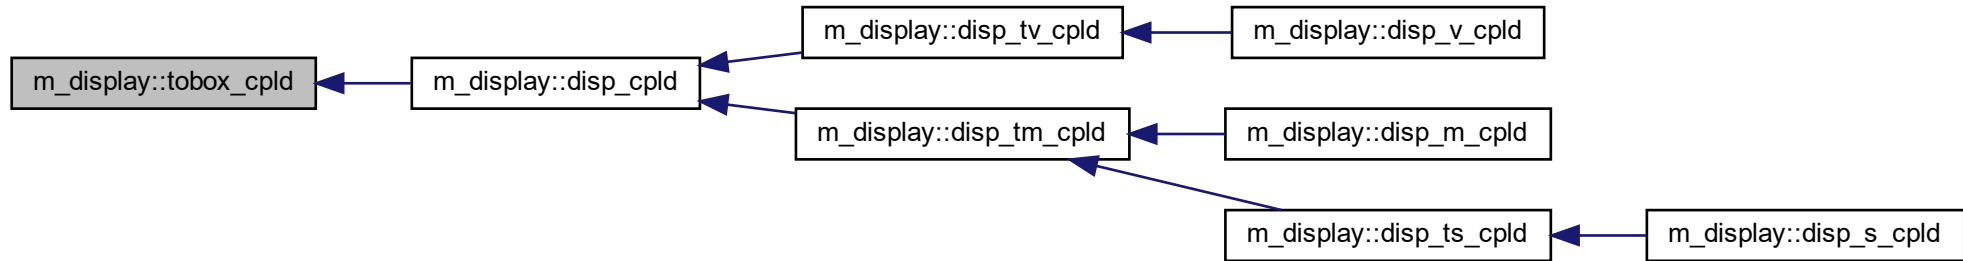 m_display::tobox_cpld
m_display::disp_cpld
m_display::disp_tv_cpld
m_display::disp_v_cpld
m_display::disp_tm_cpld
m_display::disp_m_cpld
m_display::disp_ts_cpld
m_display::disp_s_cpld